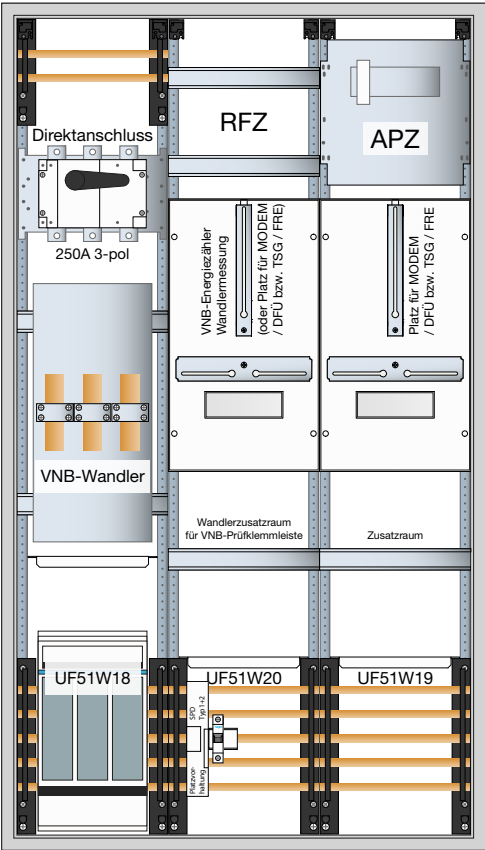 Direktanschluss
250A 3-pol
VNB-Wandler
UF51W18
RFZ
VNB-Energiezähler
Wandlermessung
(oder Platz für MODEM
/ DFÜ bzw. TSG / FRE)
Wandlerzusatzraum
für VNB-Prüfklemmleiste
UF51W20
SPD
Typ1+2
Platzvor-
haltung
APZ
Platz für MODEM
/ DFÜ bzw. TSG / FRE
Zusatzraum
UF51W19